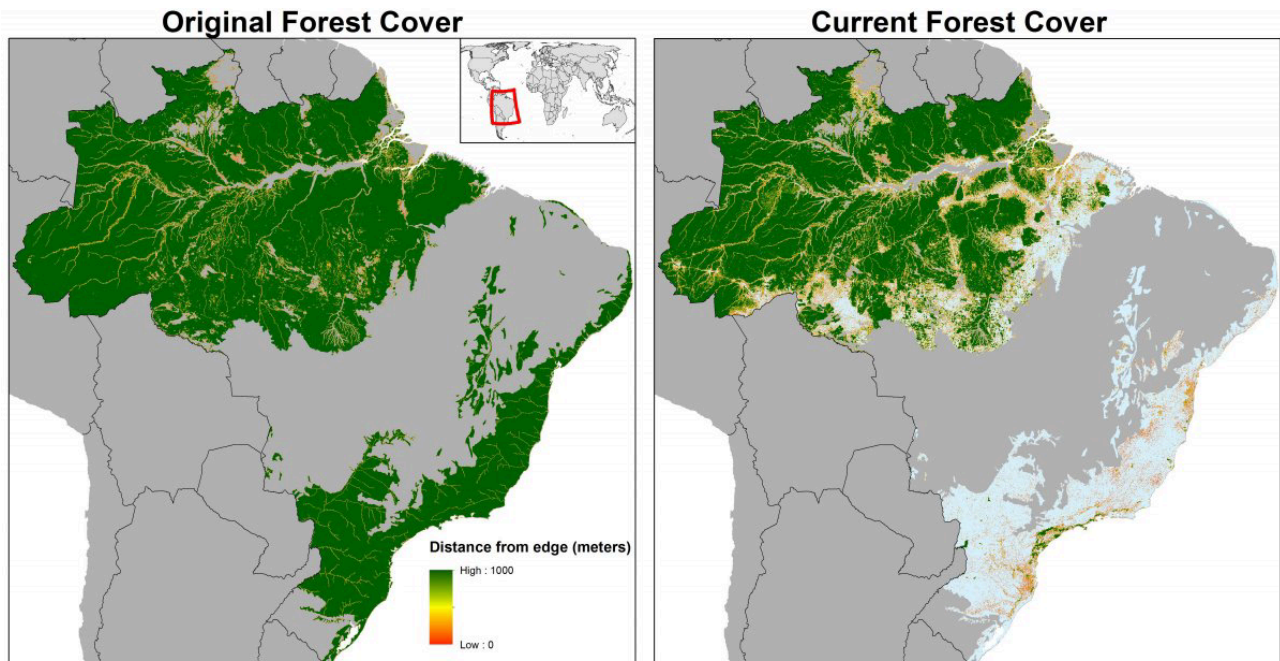 Original Forest Cover
Current Forest Cover
Distance from edge (meters)
High : 1000
Low : 0